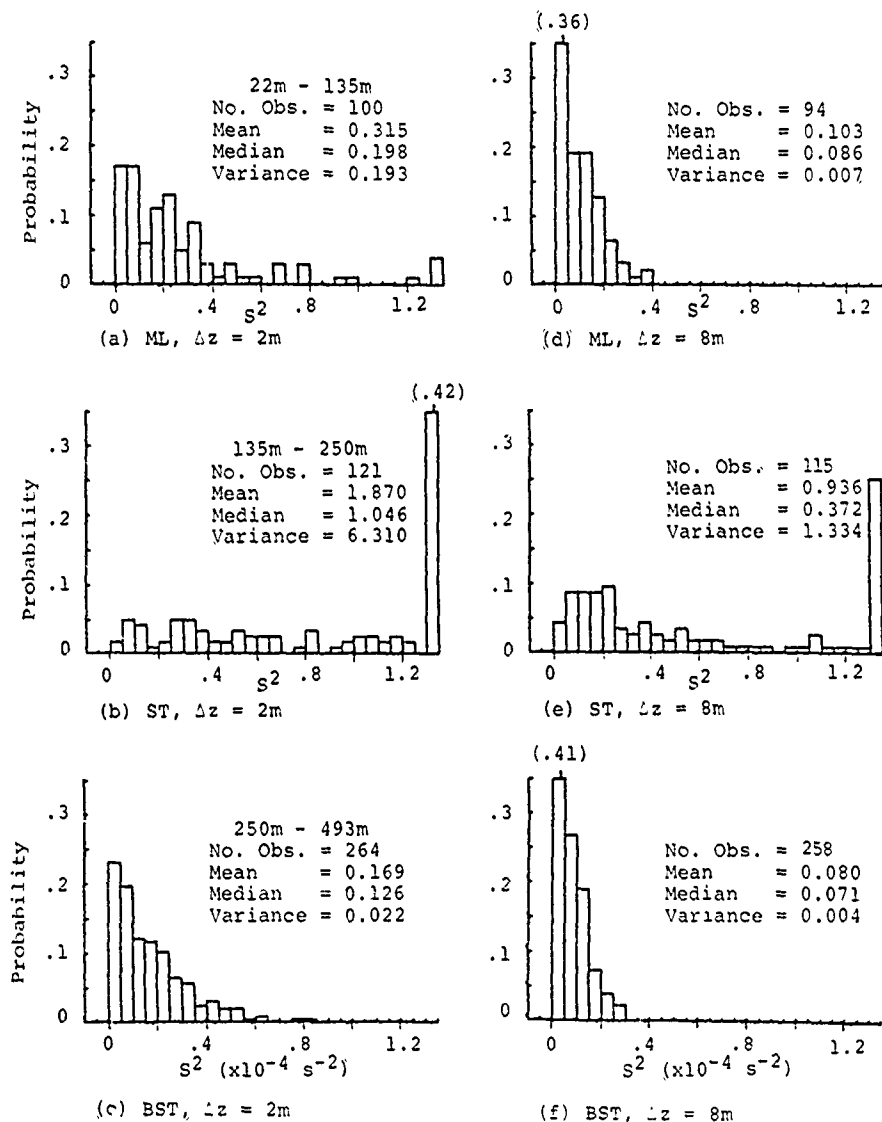 (.36)
.3
.2
.1
0
Probability
22m - 135m
No. Obs. = 100
Mean = 0.315
Median = 0.198
Variance = 0.193
0 .4 .8 1.2
S²
(a) ML, Δz = 2m
.3
.2
.1
0
No. Obs. = 94
Mean = 0.103
Median = 0.086
Variance = 0.007
0 .4 .8 1.2
S²
(d) ML, Δz = 8m
(.42)
.3
.2
.1
0
Probability
135m - 250m
No. Obs. = 121
Mean = 1.870
Median = 1.046
Variance = 6.310
0 .4 .8 1.2
S²
(b) ST, Δz = 2m
.3
.2
.1
0
No. Obs. = 115
Mean = 0.936
Median = 0.372
Variance = 1.334
0 .4 .8 1.2
S²
(e) ST, Δz = 8m
(.41)
.3
.2
.1
0
Probability
250m - 493m
No. Obs. = 264
Mean = 0.169
Median = 0.126
Variance = 0.022
0 .4 .8 1.2
S² (x10⁻⁴ s⁻²)
(c) BST, Δz = 2m
.3
.2
.1
0
No. Obs. = 258
Mean = 0.080
Median = 0.071
Variance = 0.004
0 .4 .8 1.2
S² (x10⁻⁴ s⁻²)
(f) BST, Δz = 8m